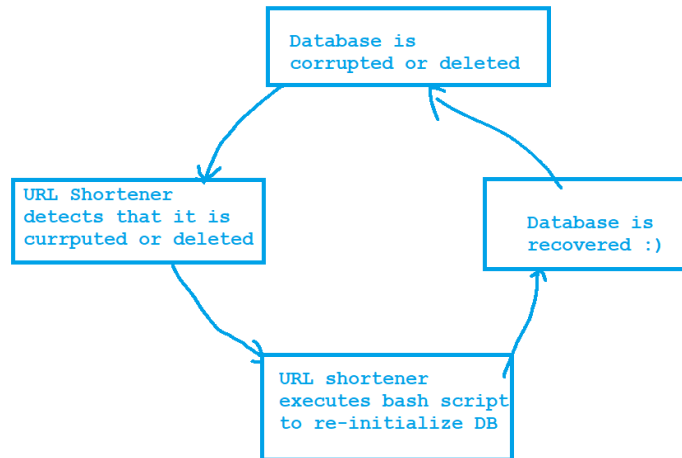 Database is
corrupted or deleted
URL Shortener
detects that it is
currputed or deleted
Database is
recovered :)
URL shortener
executes bash script
to re-initialize DB